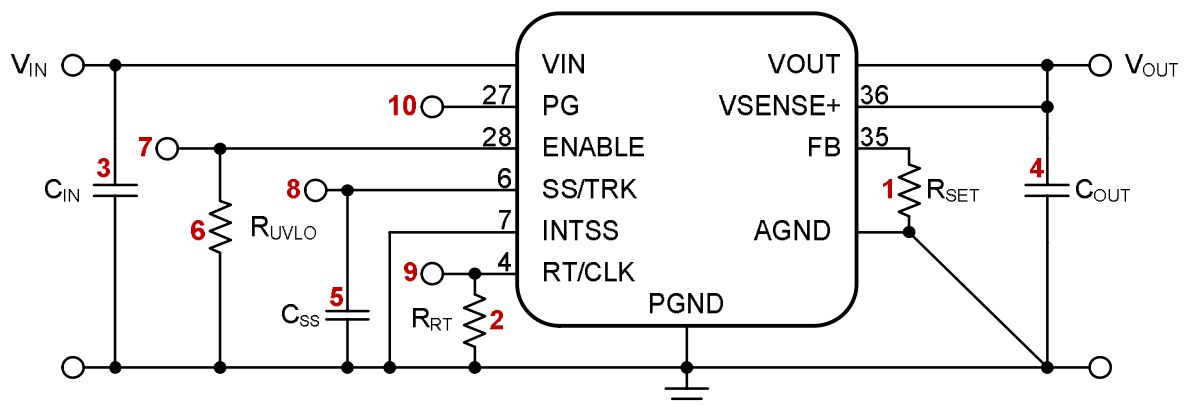 VIN
VIN
VOUT
VOUT
10
27
PG
VSENSE+
36
7
28
ENABLE
FB
35
3
CIN
8
6
SS/TRK
1
RSET
4
COUT
6
RUVLO
7
INTSS
AGND
9
4
RT/CLK
5
CSS
RRT
2
PGND